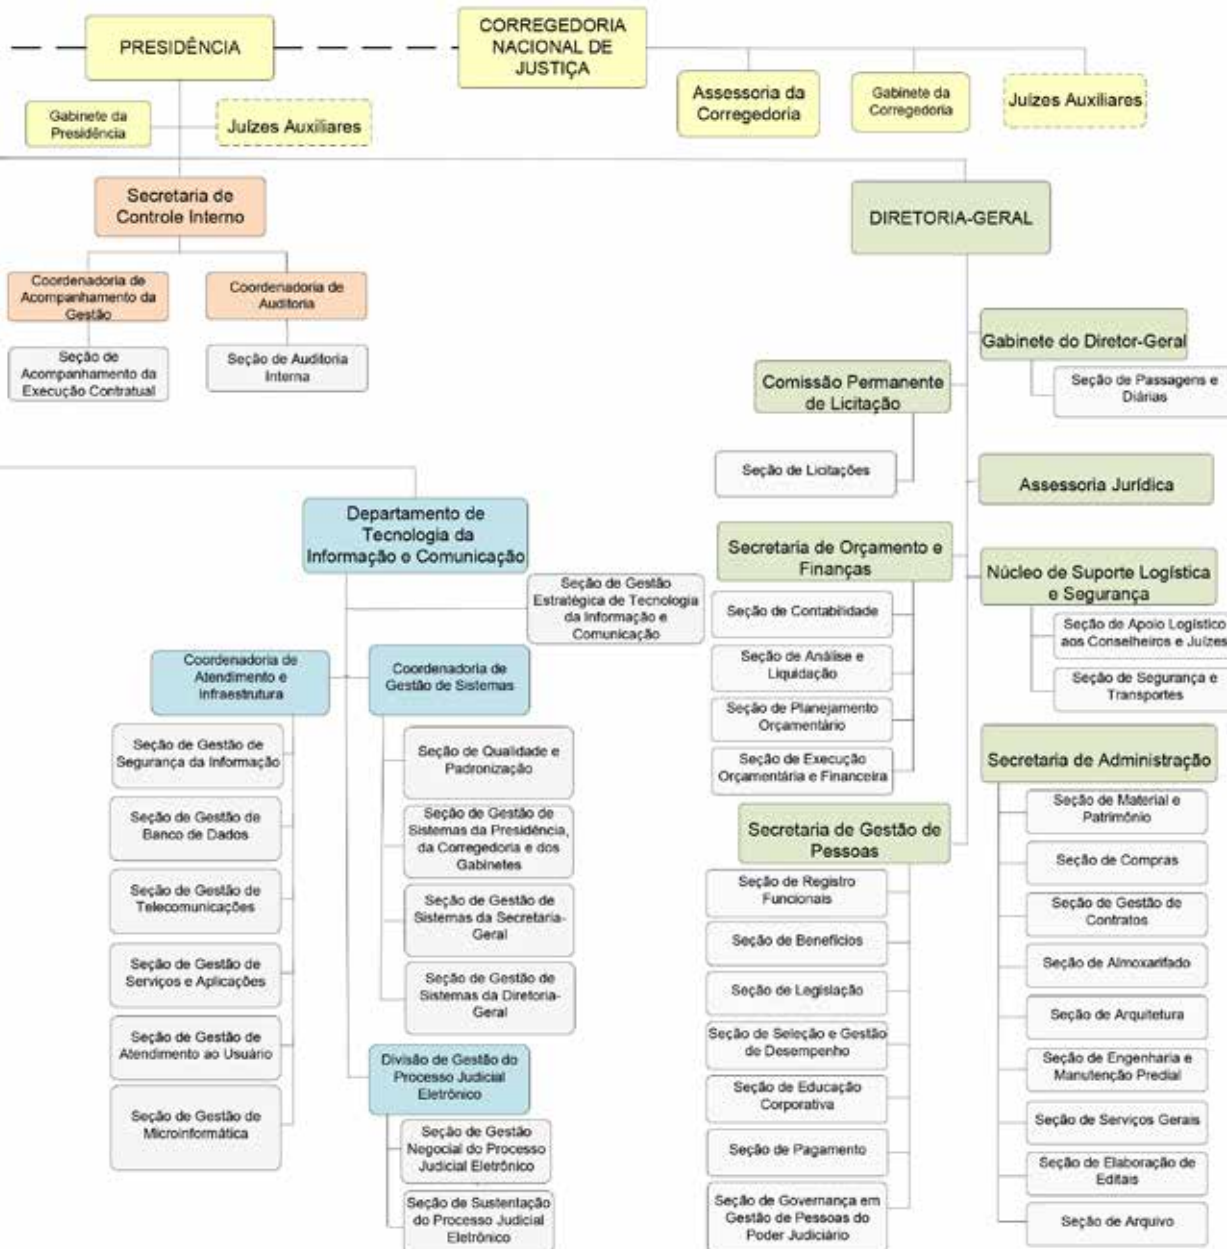 PRESIDÊNCIA
CORREGEDORIA
NACIONAL DE
JUSTIÇA
Gabinete da
Presidência
Juízes Auxiliares
Assessoria da
Corregedoria
Gabinete da
Corregedoria
Juízes Auxiliares
Secretaria de
Controle Interno
Coordenadoria de
Acompanhamento da
Gestão
Coordenadoria de
Auditoria
Seção de
Acompanhamento da
Execução Contratual
Seção de Auditoria
Interna
DIRETORIA-GERAL
Gabinete do Diretor-Geral
Seção de Passagens e
Diárias
Comissão Permanente
de Licitação
Seção de Licitações
Assessoria Jurídica
Secretaria de Orçamento e
Finanças
Seção de Contabilidade
Seção de Análise e
Liquidação
Seção de Planejamento
Orçamentário
Seção de Execução
Orçamentária e Financeira
Núcleo de Suporte Logística
e Segurança
Seção de Apoio Logístico
aos Conselheiros e Juízes
Seção de Segurança e
Transportes
Departamento de
Tecnologia da
Informação e Comunicação
Seção de Gestão
Estratégica de Tecnologia
da Informação e
Comunicação
Coordenadoria de
Atendimento e
Infraestrutura
Seção de Gestão de
Segurança da Informação
Seção de Gestão de
Banco de Dados
Seção de Gestão de
Telecomunicações
Seção de Gestão de
Serviços e Aplicações
Seção de Gestão de
Atendimento ao Usuário
Seção de Gestão de
Microinformática
Coordenadoria de
Gestão de Sistemas
Seção de Qualidade e
Padronização
Seção de Gestão de
Sistemas da Presidência,
da Corregedoria e dos
Gabinetes
Seção de Gestão de
Sistemas da Secretaria-
Geral
Seção de Gestão de
Sistemas da Diretoria-
Geral
Divisão de Gestão do
Processo Judicial
Eletrônico
Seção de Gestão
Negocial do Processo
Judicial Eletrônico
Seção de Sustentação
do Processo Judicial
Eletrônico
Secretaria de Gestão de
Pessoas
Seção de Registro
Funcionais
Seção de Benefícios
Seção de Legislação
Seção de Seleção e Gestão
de Desempenho
Seção de Educação
Corporativa
Seção de Pagamento
Seção de Governança em
Gestão de Pessoas do
Poder Judiciário
Secretaria de Administração
Seção de Material e
Patrimônio
Seção de Compras
Seção de Gestão de
Contratos
Seção de Almoxarifado
Seção de Arquitetura
Seção de Engenharia e
Manutenção Predial
Seção de Serviços Gerais
Seção de Elaboração de
Editais
Seção de Arquivo